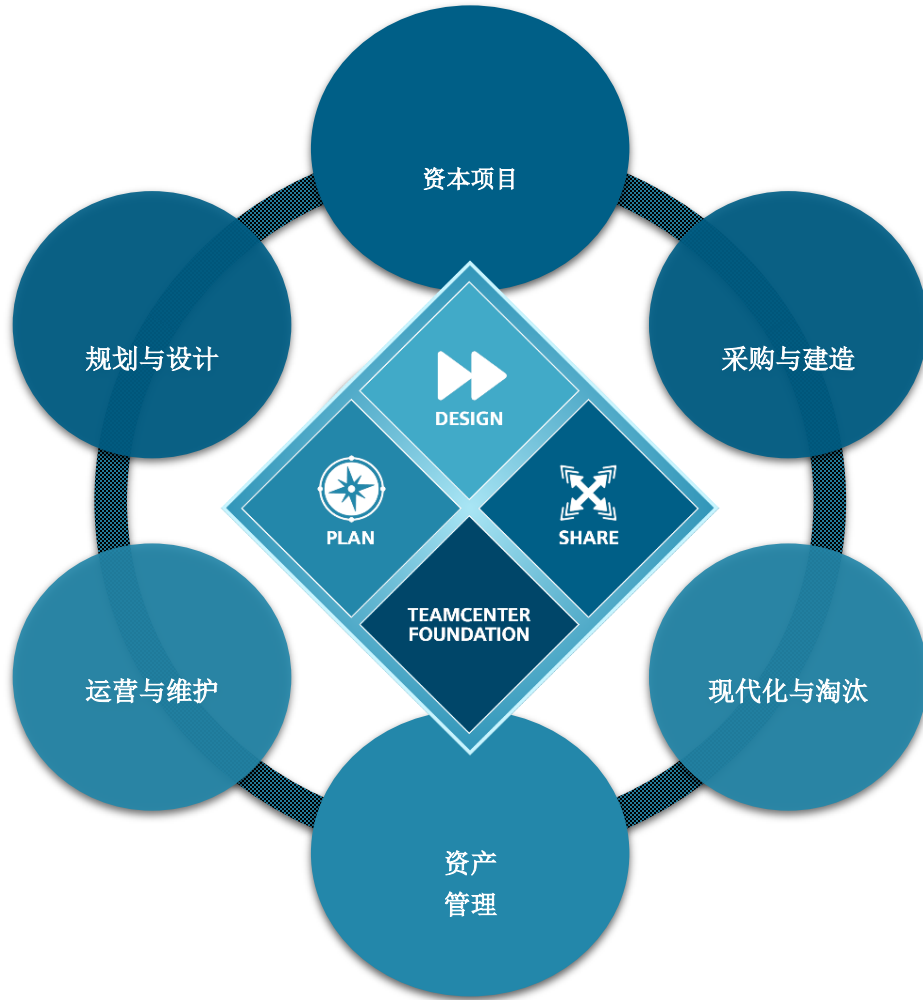 资本项目
规划与设计
采购与建造
DESIGN
PLAN
SHARE
TEAMCENTER
FOUNDATION
运营与维护
现代化与淘汰
资产
管理